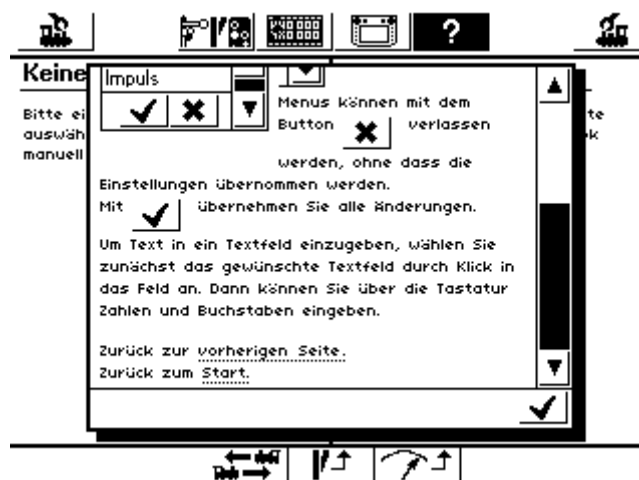 ?
Keine
Bitte ei
auswäh
manuell
te
k
Impuls
Menus können mit dem
Button verlassen
werden, ohne dass die
Einstellungen übernommen werden.
Mit übernehmen Sie alle Änderungen.
Um Text in ein Textfeld einzugeben, wählen Sie
zunächst das gewünschte Textfeld durch Klick in
das Feld an. Dann können Sie über die Tastatur
Zahlen und Buchstaben eingeben.
Zurück zur vorherigen Seite.
Zurück zum Start.